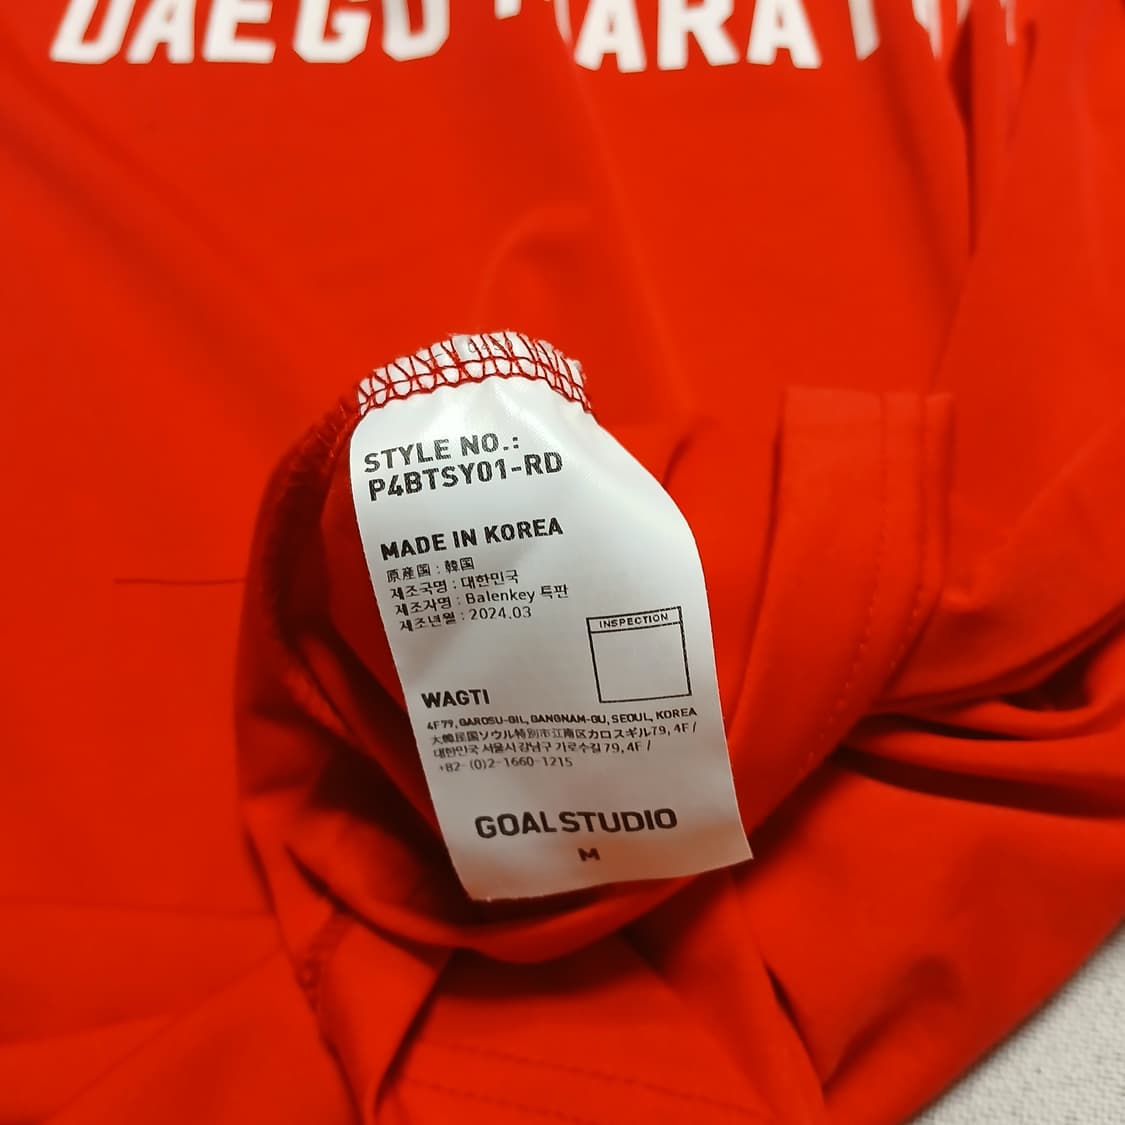 DAEGU MARAT
STYLE NO.:
P4BTSY01-RD
MADE IN KOREA
原産国 : 韓国
제조국명 : 대한민국
제조자명 : Balenkey 특판
제조년월 : 2024.03
INSPECTION
WAGTI
4F 79, GAROSU-GIL, GANGNAM-GU, SEOUL, KOREA
大韓民国ソウル特別市江南区カロスギル79, 4F /
대한민국 서울시 강남구 가로수길 79, 4F /
+82- (0)2-1660-1215
GOALSTUDIO
M